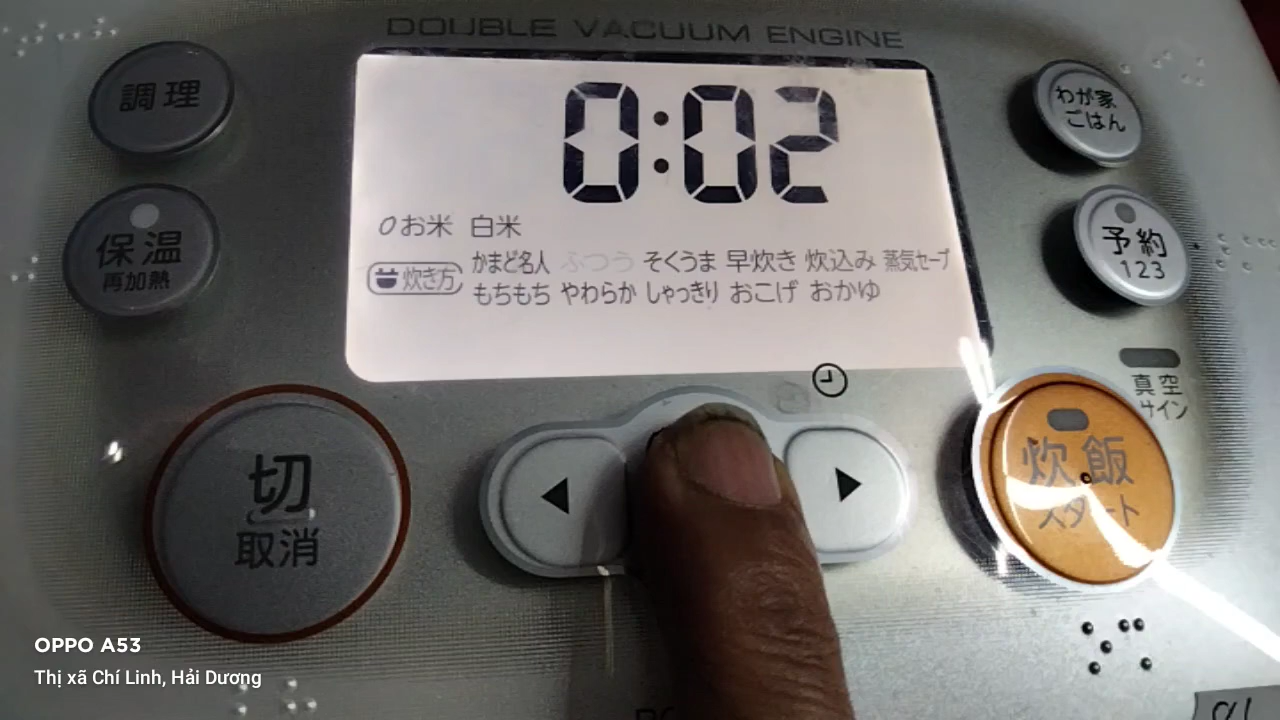 DOUBLE VACUUM ENGINE
調理
0:02
わが家
ごはん
保温
再加熱
お米 白米
予約
123
炊き方
かまど名人 ふつう そくうま 早炊き 炊込み 蒸気セーブ
もちもち やわらか しゃっきり おこげ おかゆ
真空
サイン
切
取消
炊飯
スタート
OPPO A53
Thị xã Chí Linh, Hải Dương